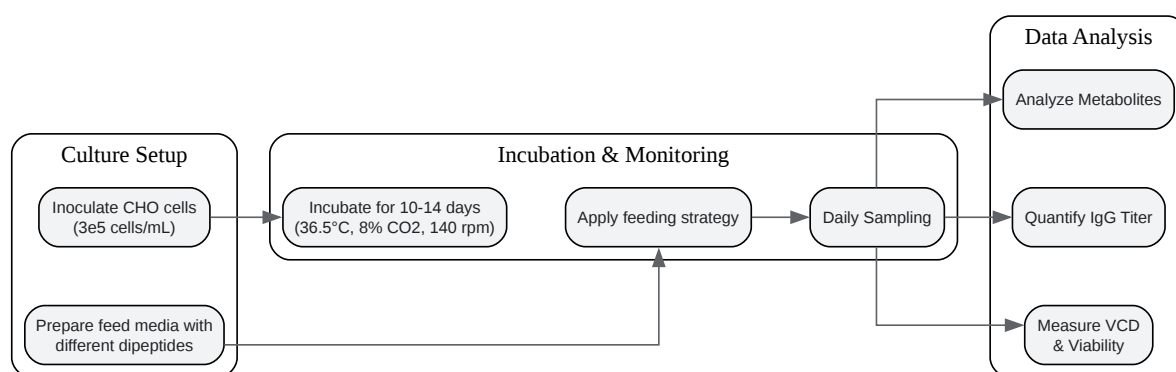 Culture Setup
Inoculate CHO cells
(3e5 cells/mL)
Prepare feed media with
different dipeptides
Incubation & Monitoring
Incubate for 10-14 days
(36.5°C, 8% CO2, 140 rpm)
Apply feeding strategy
Daily Sampling
Data Analysis
Analyze Metabolites
Quantify IgG Titer
Measure VCD
& Viability